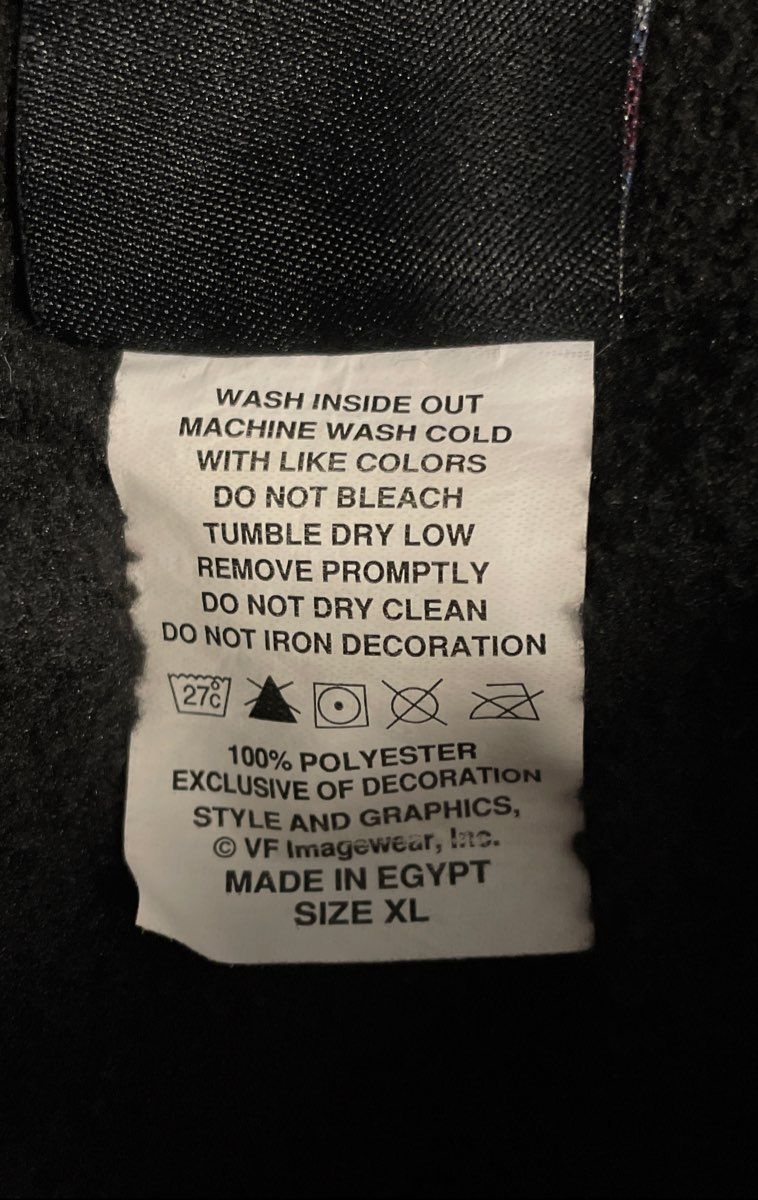 WASH INSIDE OUT
MACHINE WASH COLD
WITH LIKE COLORS
DO NOT BLEACH
TUMBLE DRY LOW
REMOVE PROMPTLY
DO NOT DRY CLEAN
DO NOT IRON DECORATION
27°C
100% POLYESTER
EXCLUSIVE OF DECORATION
STYLE AND GRAPHICS,
© VF Imagewear, Inc.
MADE IN EGYPT
SIZE XL